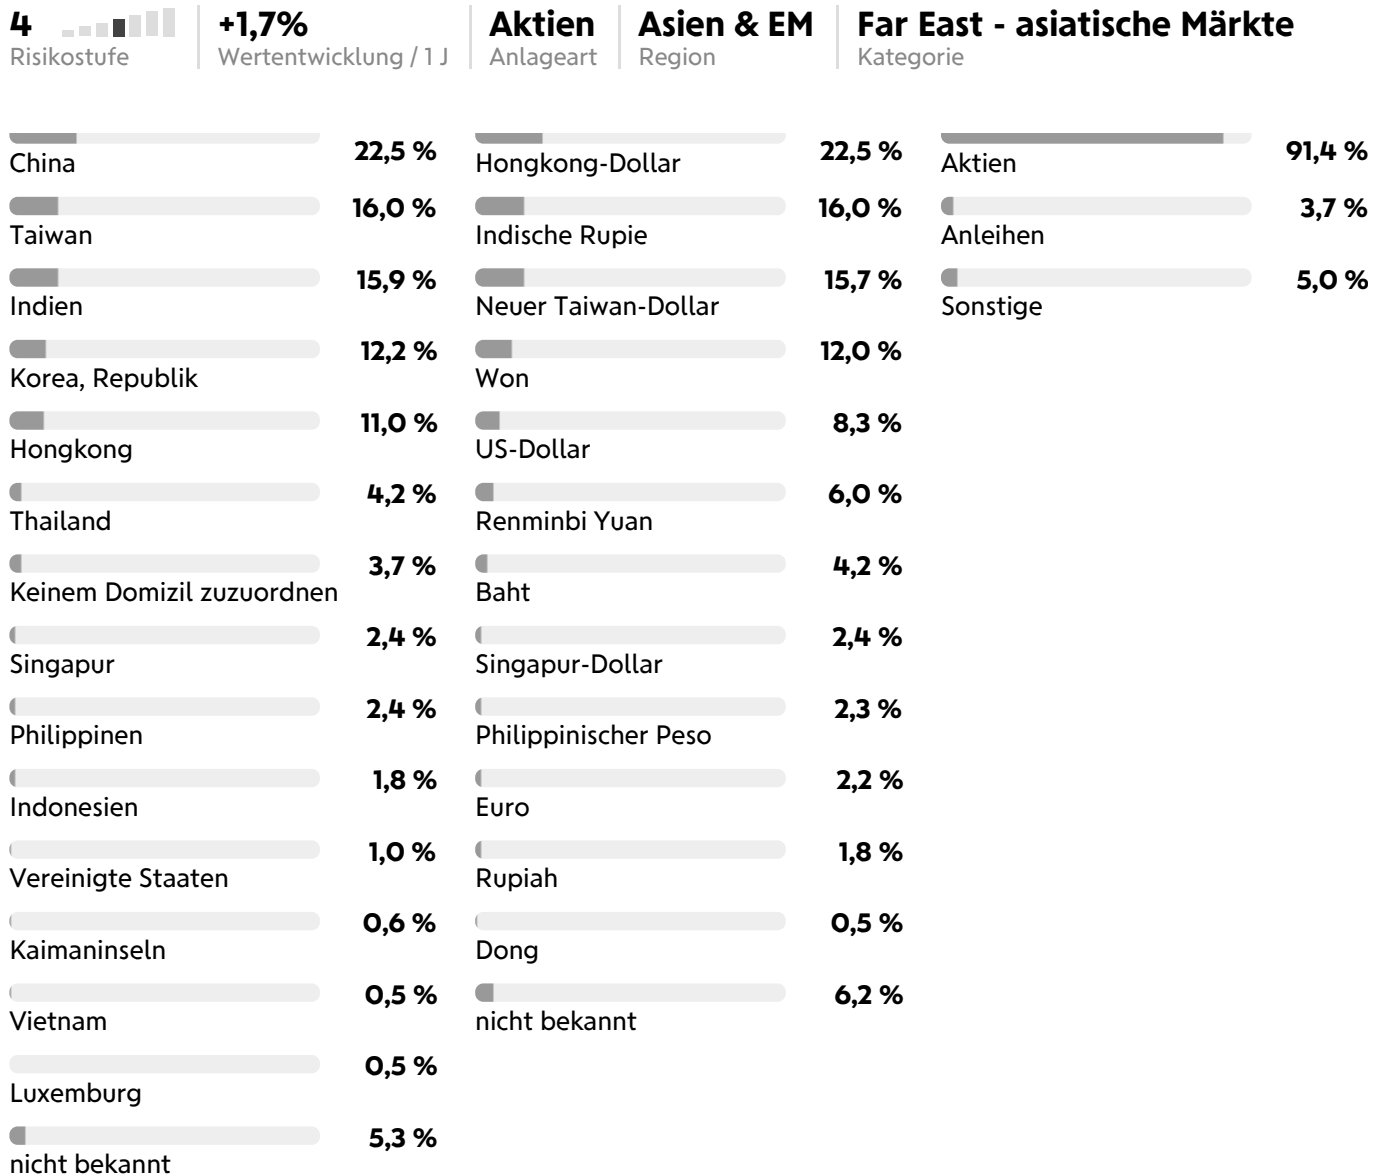 4
Risikostufe
+1,7%
Wertentwicklung / 1 J
Aktien
Anlageart
Asien & EM
Region
Far East - asiatische Märkte
Kategorie
22,5 %
China
16,0 %
Taiwan
15,9 %
Indien
12,2 %
Korea, Republik
11,0 %
Hongkong
4,2 %
Thailand
3,7 %
Keinem Domizil zuzuordnen
2,4 %
Singapur
2,4 %
Philippinen
1,8 %
Indonesien
1,0 %
Vereinigte Staaten
0,6 %
Kaimaninseln
0,5 %
Vietnam
0,5 %
Luxemburg
5,3 %
nicht bekannt
22,5 %
Hongkong-Dollar
16,0 %
Indische Rupie
15,7 %
Neuer Taiwan-Dollar
12,0 %
Won
8,3 %
US-Dollar
6,0 %
Renminbi Yuan
4,2 %
Baht
2,4 %
Singapur-Dollar
2,3 %
Philippinischer Peso
2,2 %
Euro
1,8 %
Rupiah
0,5 %
Dong
6,2 %
nicht bekannt
91,4 %
Aktien
3,7 %
Anleihen
5,0 %
Sonstige